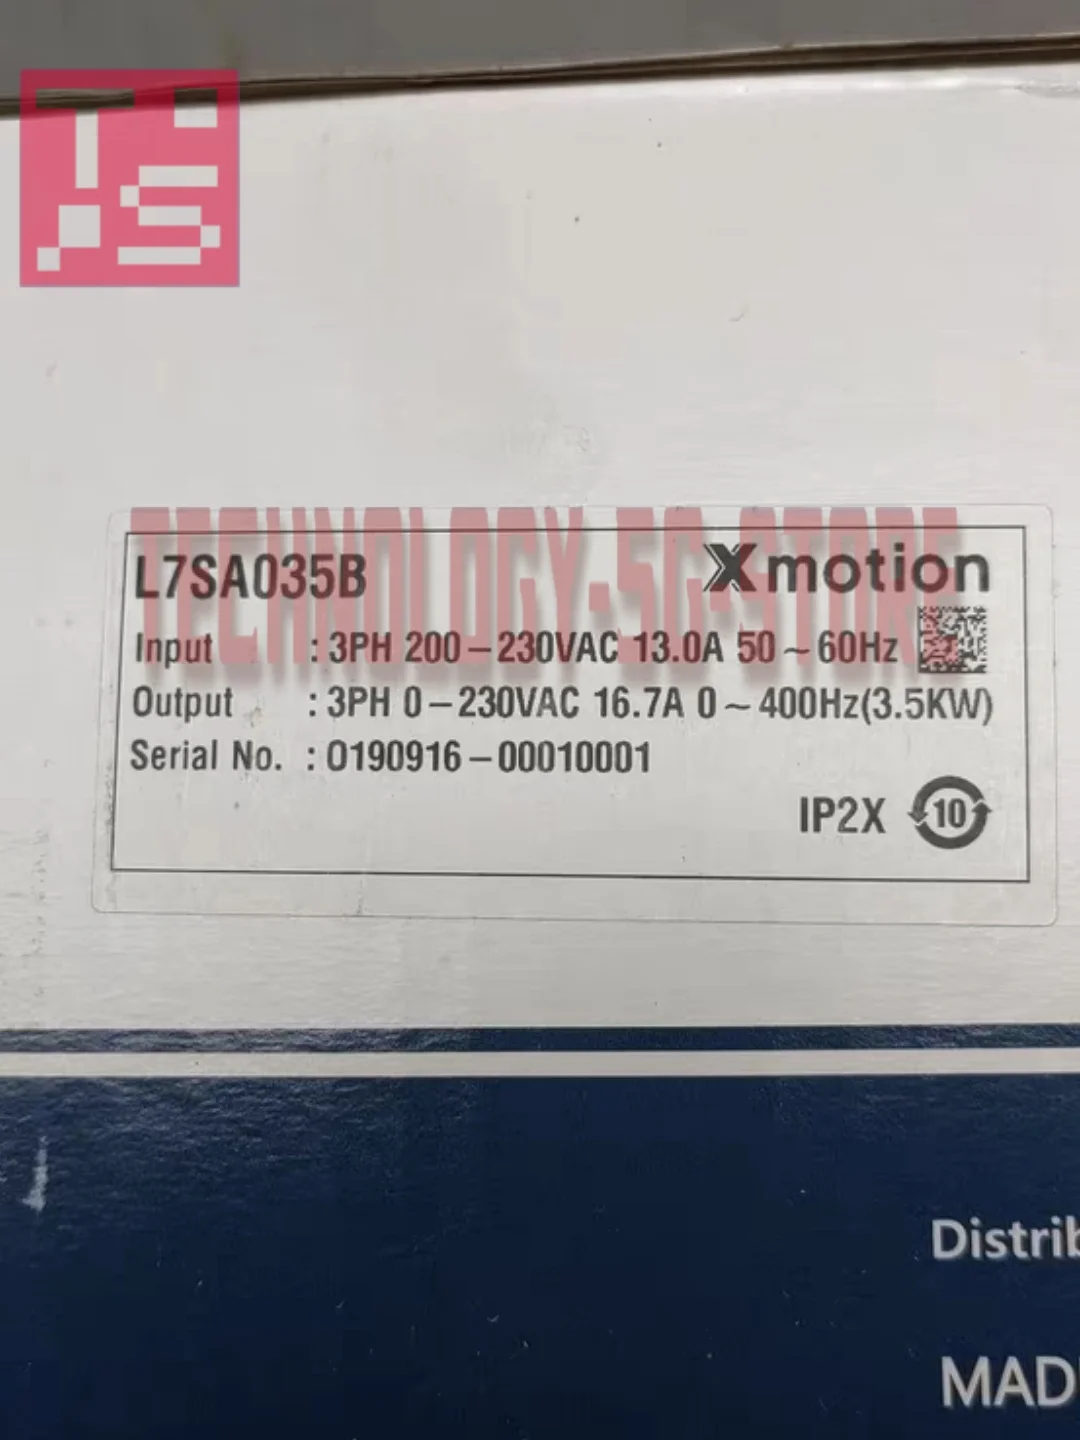 TECHNOLOGY-5G-STORE
L7SA035B
Xmotion
Input : 3PH 200-230VAC 13.0A 50~60Hz
Output : 3PH 0-230VAC 16.7A 0~400Hz(3.5KW)
Serial No. : O190916-00010001
IP2X 10
Distrib
MAD